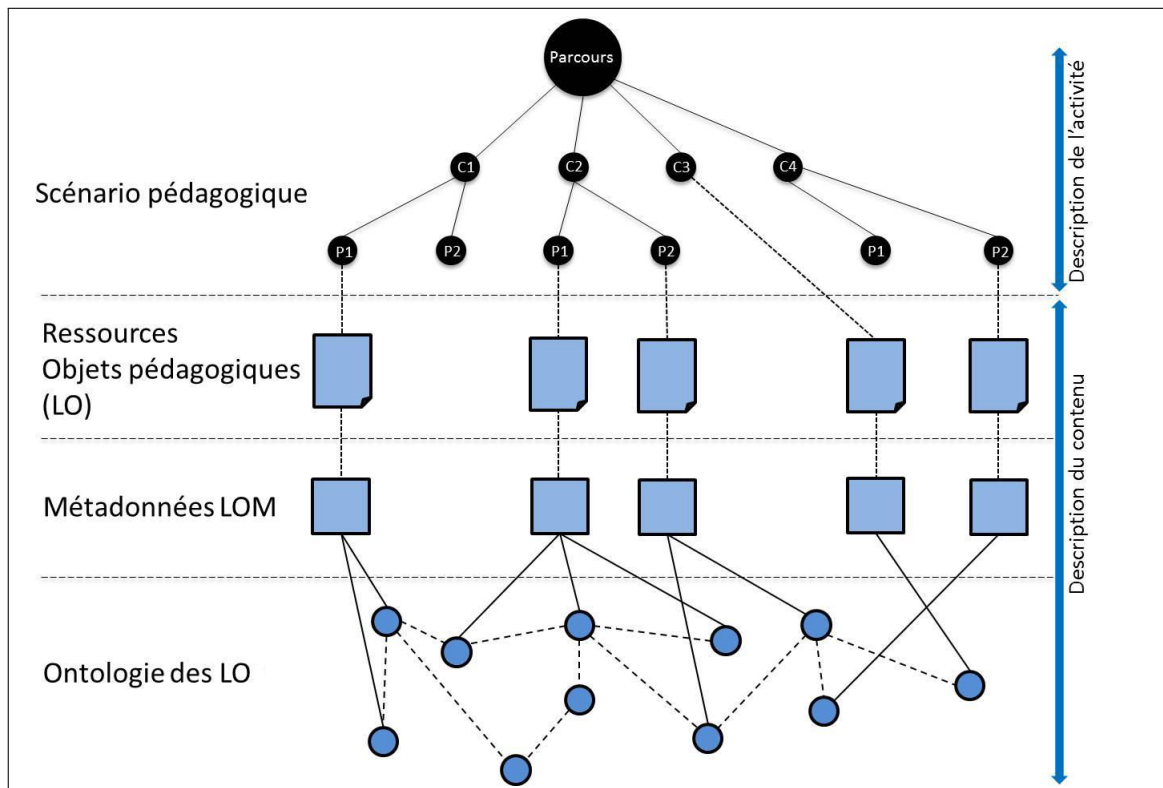 Parcours
C1
C2
C3
C4
Scénario pédagogique
P1
P2
P1
P2
P1
P2
Description de l'activité
Ressources
Objets pédagogiques
(LO)
Métadonnées LOM
Ontologie des LO
Description du contenu